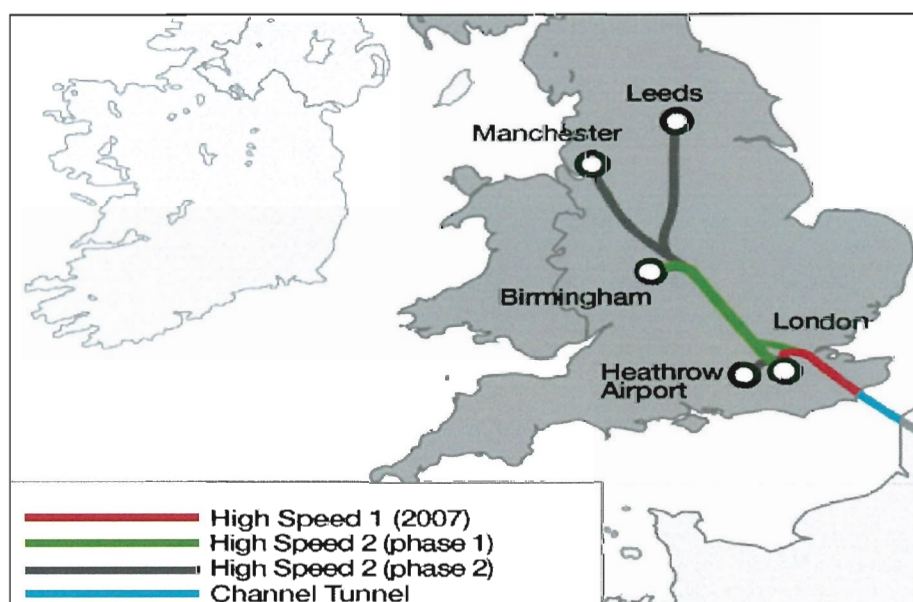 Leeds
Manchester
Birmingham
London
Heathrow
Airport
High Speed 1 (2007)
High Speed 2 (phase 1)
High Speed 2 (phase 2)
Channel Tunnel